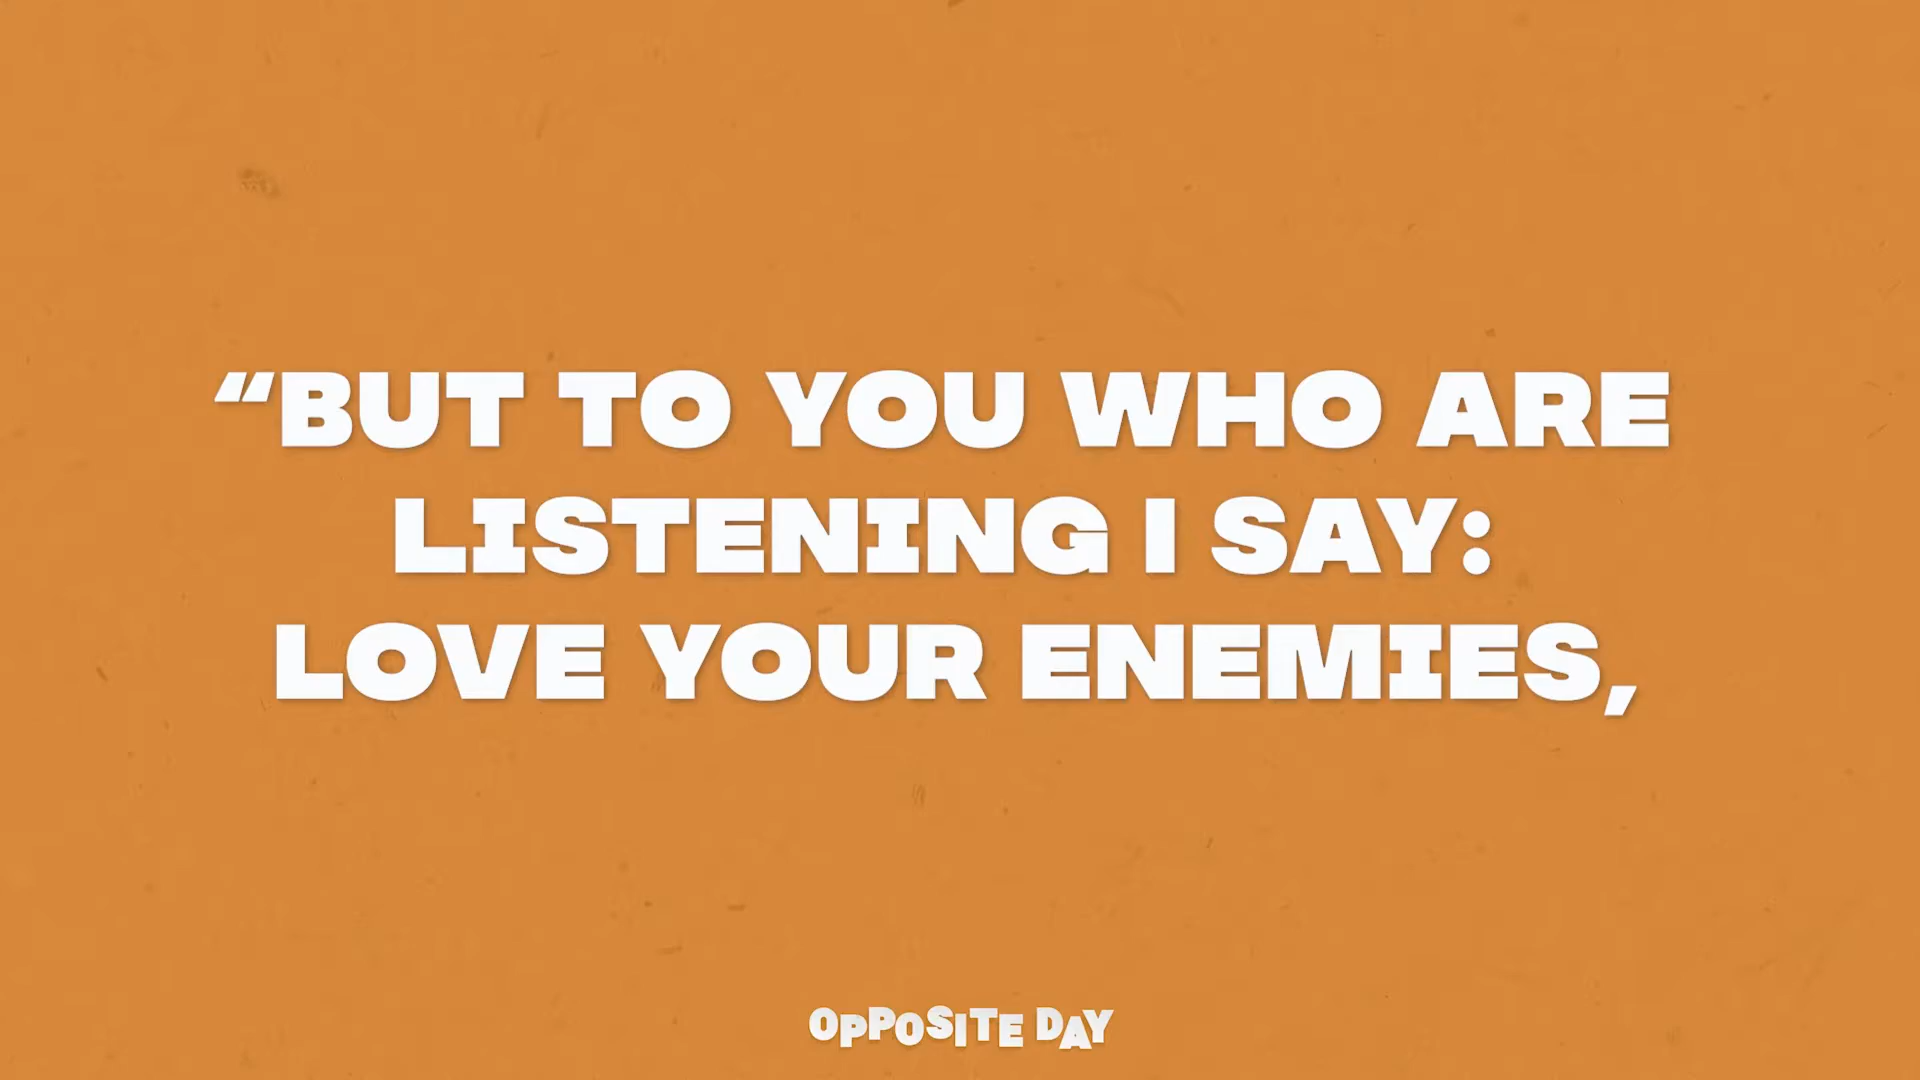 “BUT TO YOU WHO ARE
LISTENING I SAY:
LOVE YOUR ENEMIES,
OPPOSITE DAY